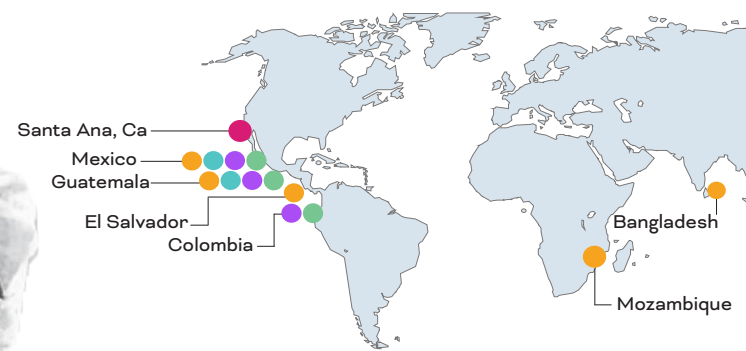 Santa Ana, Ca
Mexico
Guatemala
El Salvador
Colombia
Bangladesh
Mozambique